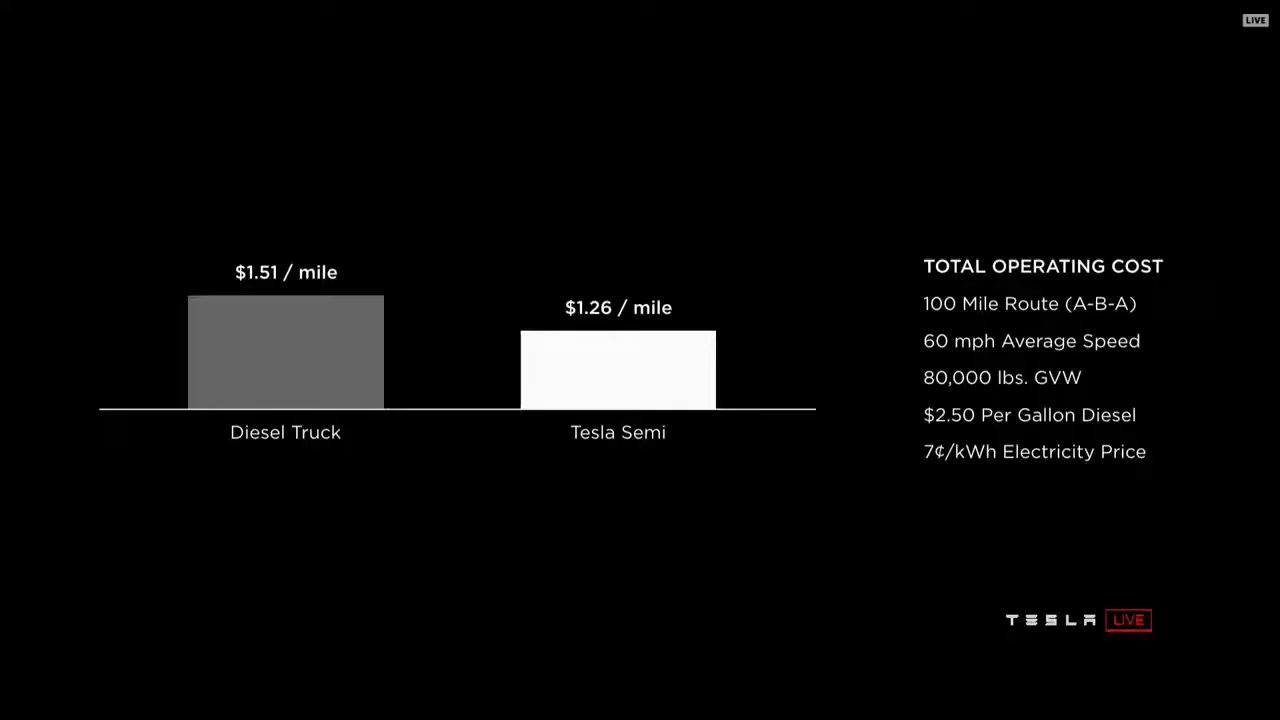 LIVE
$1.51 / mile
$1.26 / mile
Diesel Truck
Tesla Semi
TOTAL OPERATING COST
100 Mile Route (A-B-A)
60 mph Average Speed
80,000 lbs. GVW
$2.50 Per Gallon Diesel
7¢/kWh Electricity Price
TESLA LIVE